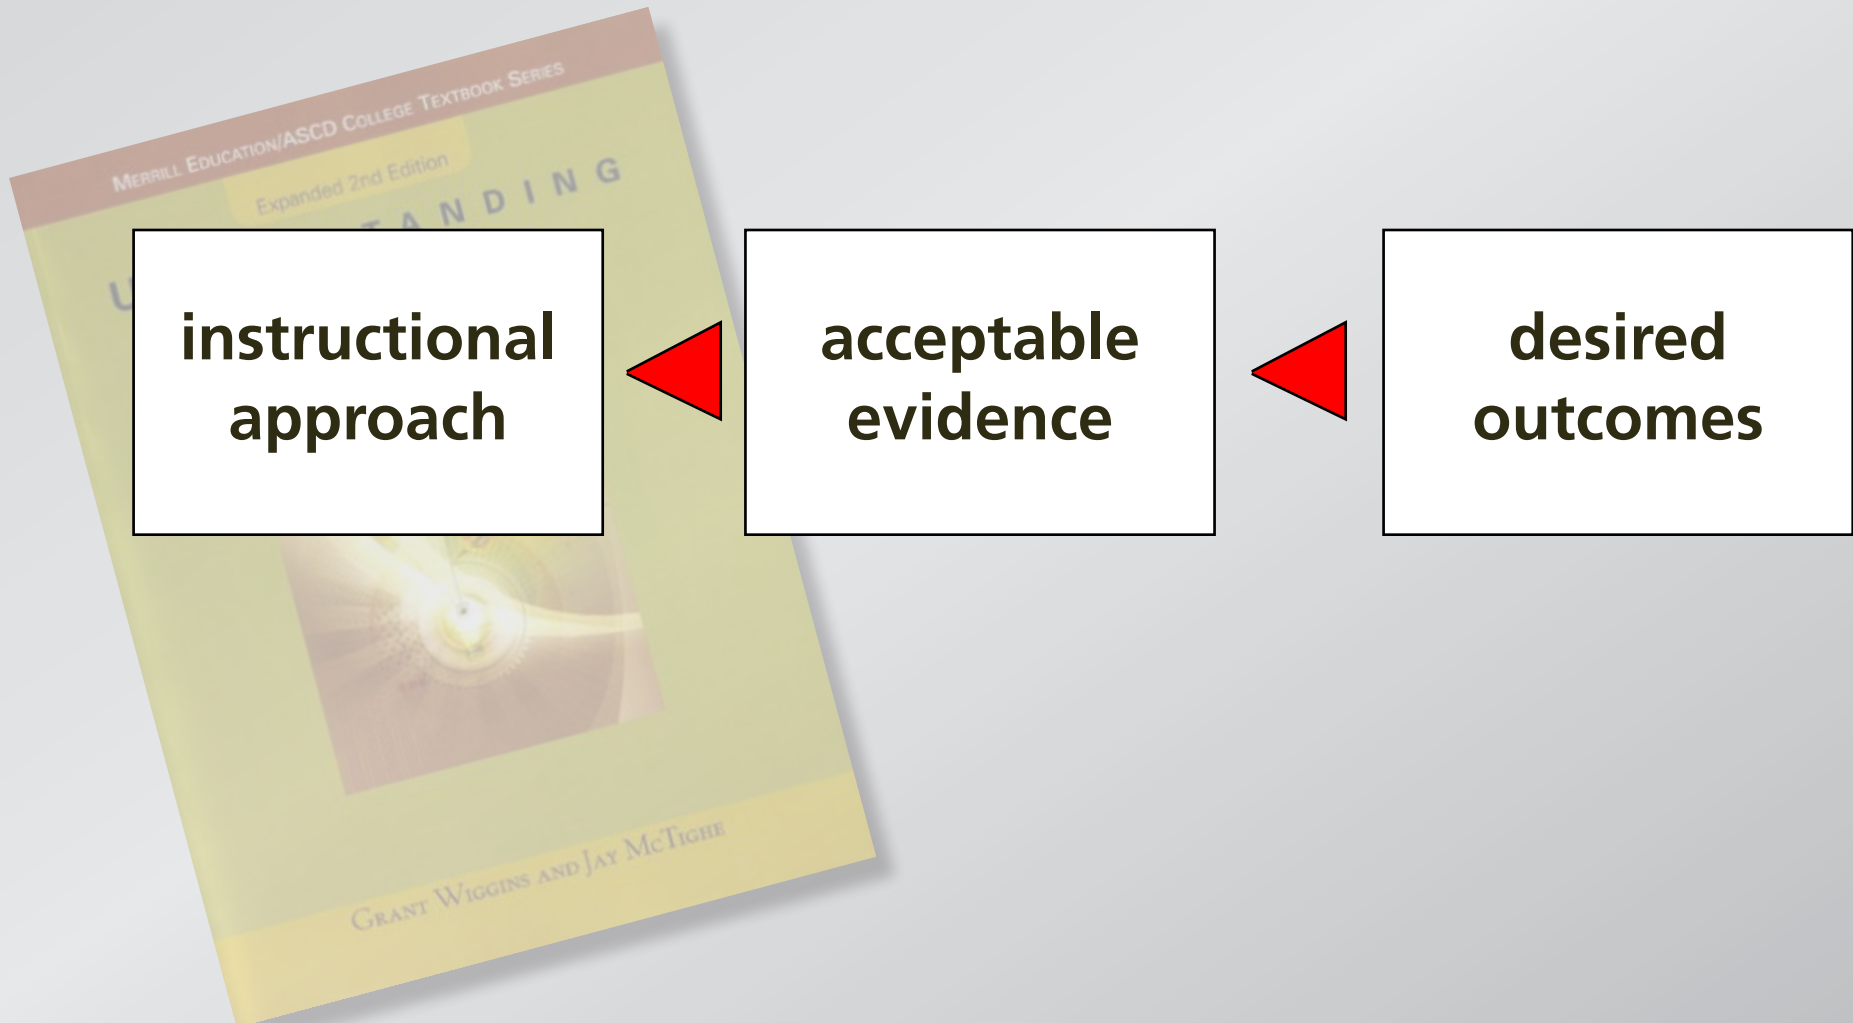 MERRILL EDUCATION/ASCD COLLEGE TEXTBOOK SERIES
Expanded 2nd Edition
instructional
approach
acceptable
evidence
desired
outcomes
GRANT WIGGINS AND JAY MCTIGHE